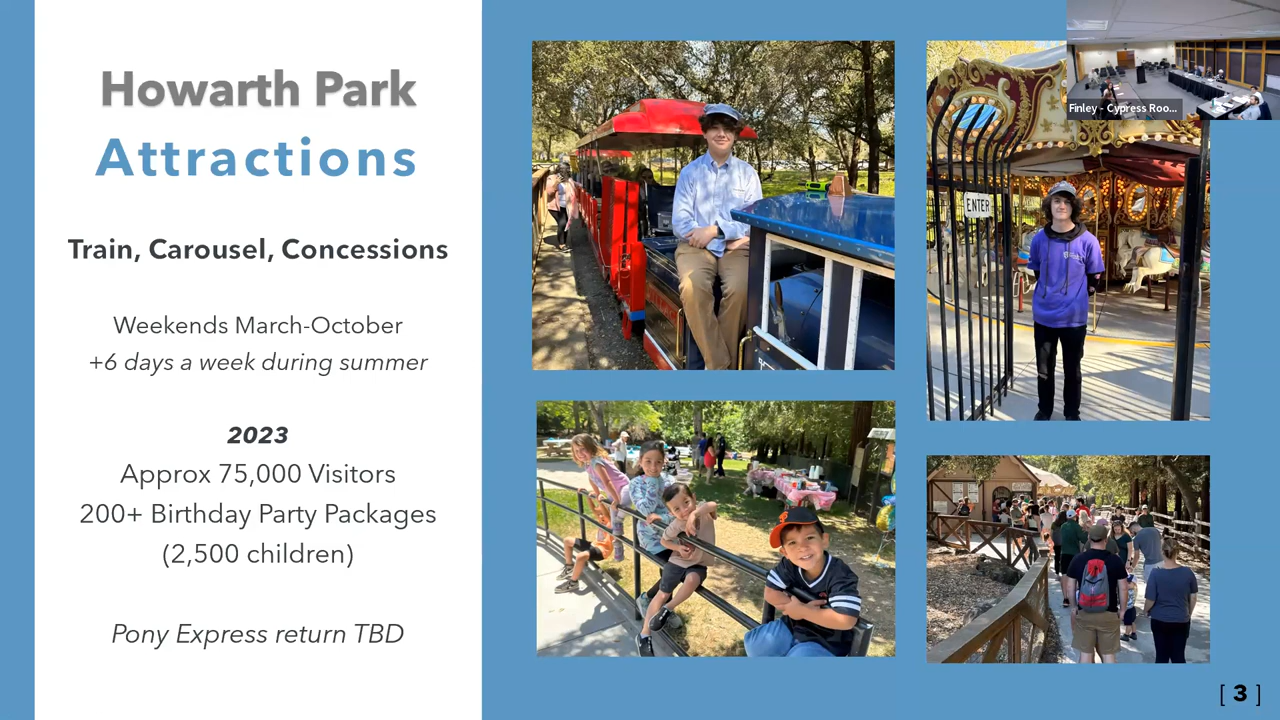 Howarth Park
Attractions
Train, Carousel, Concessions
Weekends March-October
+6 days a week during summer
2023
Approx 75,000 Visitors
200+ Birthday Party Packages
(2,500 children)
Pony Express return TBD
ENTER
Finley - Cypress Roo...
[ 3 ]